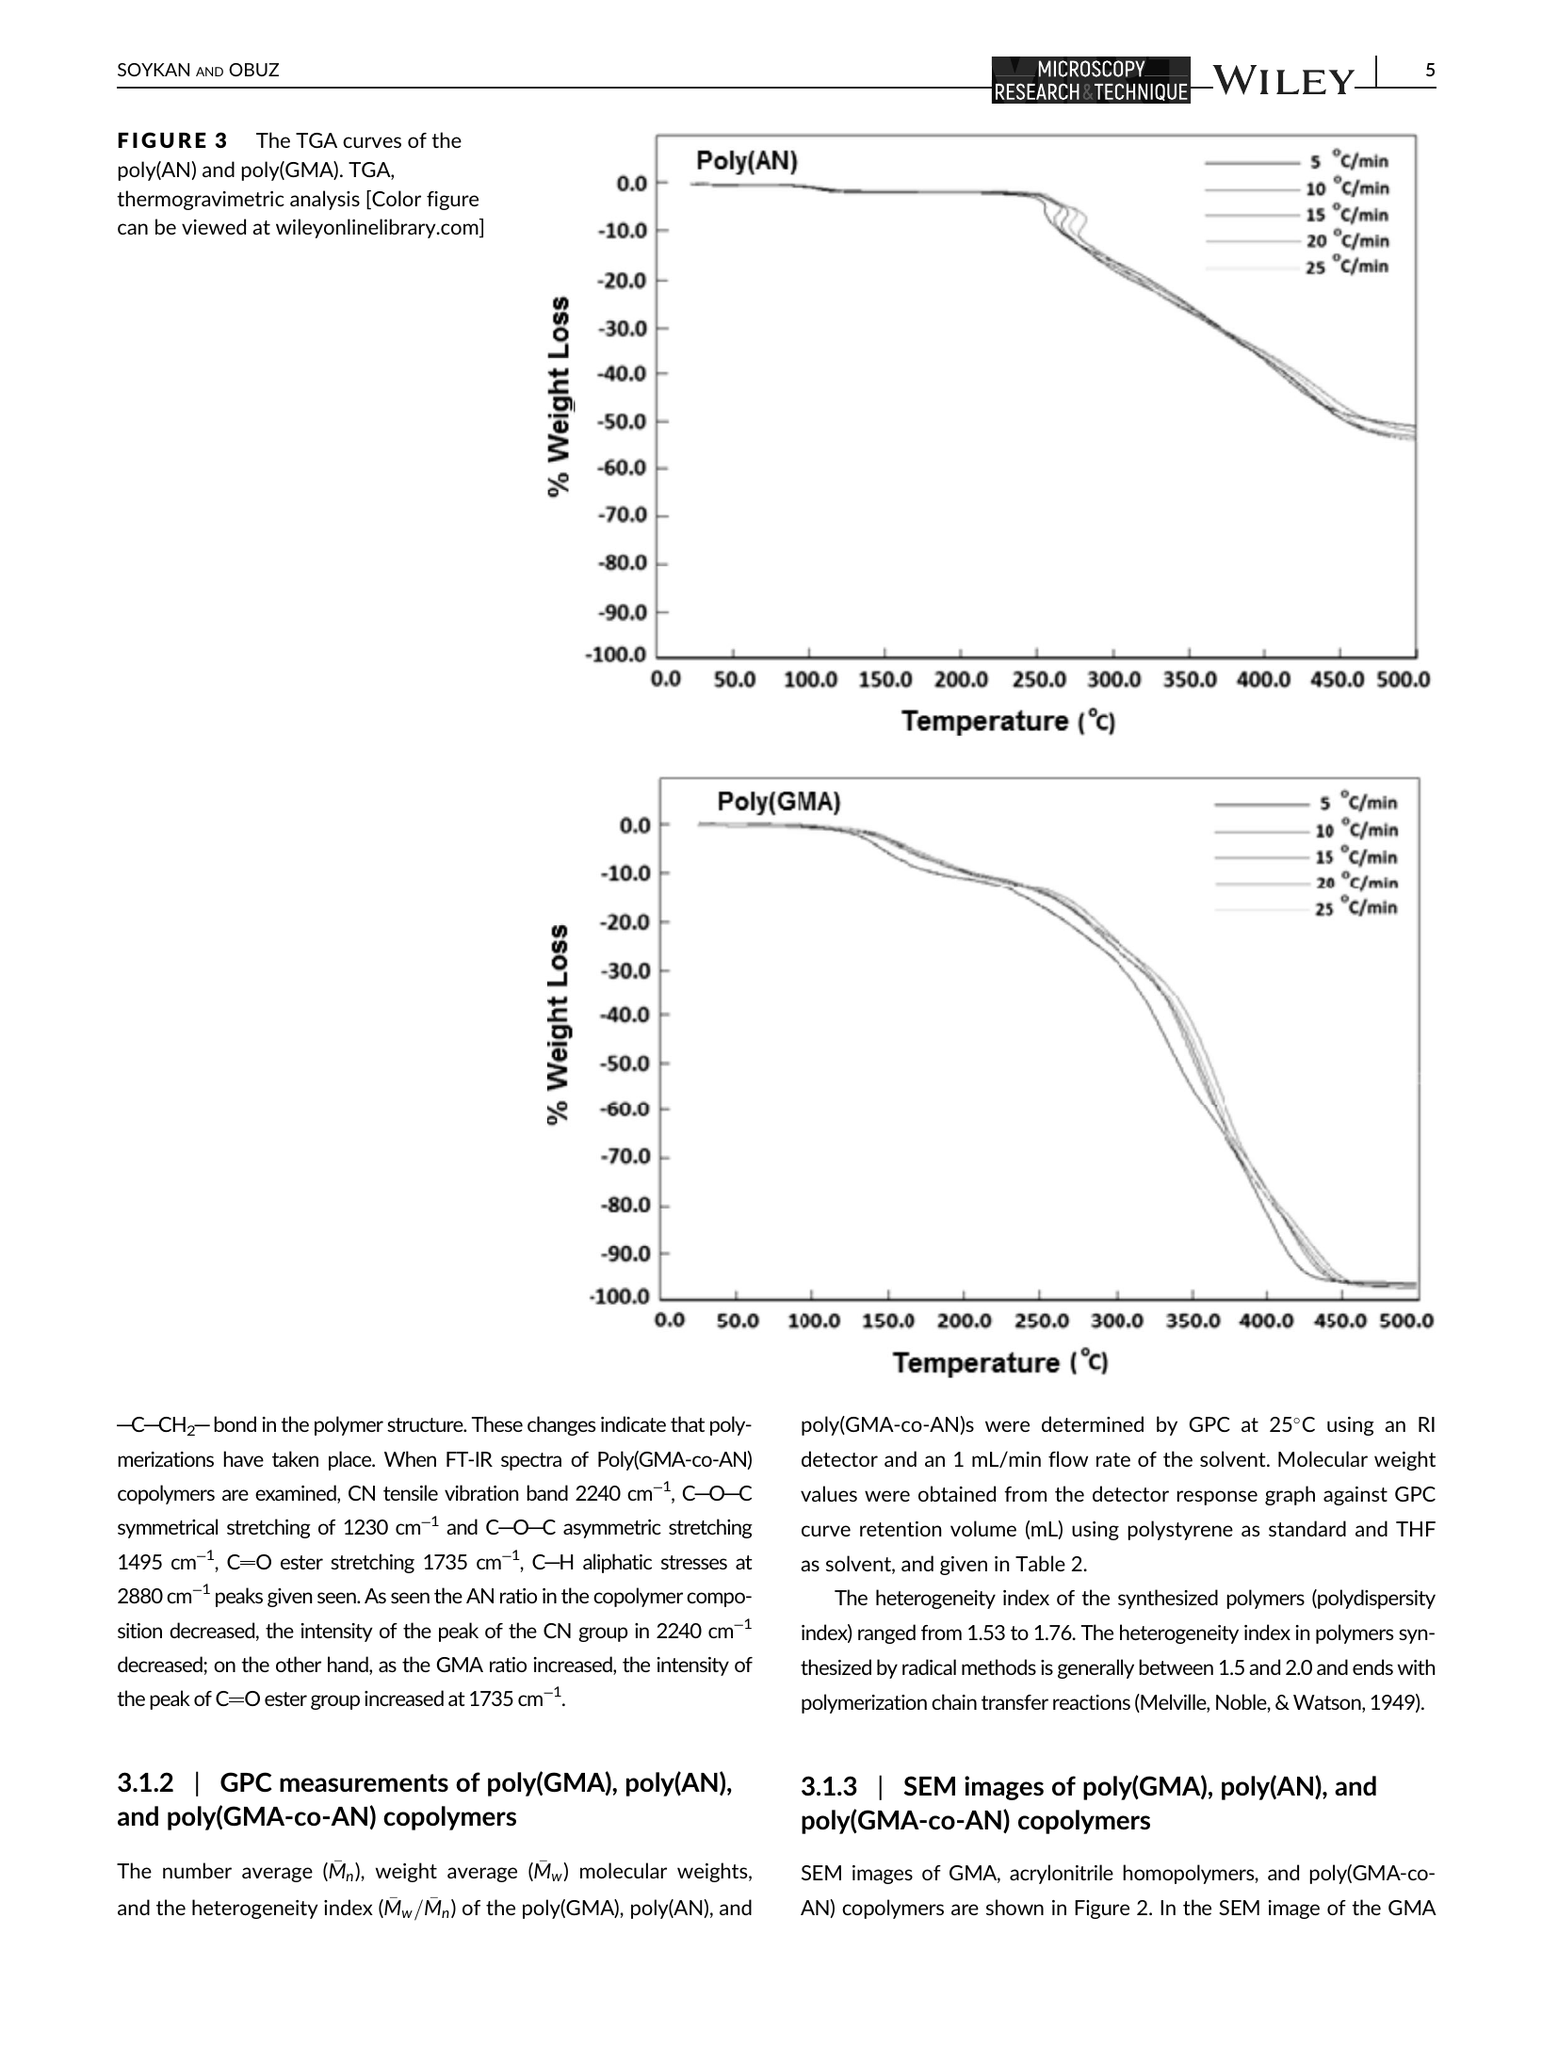 SOYKAN AND OBUZ
MICROSCOPY
RESEARCH & TECHNIQUE
WILEY
5
FIGURE 3 The TGA curves of the
poly(AN) and poly(GMA). TGA,
thermogravimetric analysis [Color figure
can be viewed at wileyonlinelibrary.com]
Poly(AN)
5 °C/min
10 °C/min
15 °C/min
20 °C/min
25 °C/min
% Weight Loss
0.0
-10.0
-20.0
-30.0
-40.0
-50.0
-60.0
-70.0
-80.0
-90.0
-100.0
0.0 50.0 100.0 150.0 200.0 250.0 300.0 350.0 400.0 450.0 500.0
Temperature (°C)
Poly(GMA)
5 °C/min
10 °C/min
15 °C/min
20 °C/min
25 °C/min
% Weight Loss
0.0
-10.0
-20.0
-30.0
-40.0
-50.0
-60.0
-70.0
-80.0
-90.0
-100.0
0.0 50.0 100.0 150.0 200.0 250.0 300.0 350.0 400.0 450.0 500.0
Temperature (°C)
—C—CH₂— bond in the polymer structure. These changes indicate that poly-
merizations have taken place. When FT-IR spectra of Poly(GMA-co-AN)
copolymers are examined, CN tensile vibration band 2240 cm⁻¹, C—O—C
symmetrical stretching of 1230 cm⁻¹ and C—O—C asymmetric stretching
1495 cm⁻¹, C=O ester stretching 1735 cm⁻¹, C—H aliphatic stresses at
2880 cm⁻¹ peaks given seen. As seen the AN ratio in the copolymer compo-
sition decreased, the intensity of the peak of the CN group in 2240 cm⁻¹
decreased; on the other hand, as the GMA ratio increased, the intensity of
the peak of C=O ester group increased at 1735 cm⁻¹.
3.1.2 | GPC measurements of poly(GMA), poly(AN),
and poly(GMA-co-AN) copolymers
The number average (M̄ₙ), weight average (M̄w) molecular weights,
and the heterogeneity index (M̄w/M̄ₙ) of the poly(GMA), poly(AN), and
poly(GMA-co-AN)s were determined by GPC at 25°C using an RI
detector and an 1 mL/min flow rate of the solvent. Molecular weight
values were obtained from the detector response graph against GPC
curve retention volume (mL) using polystyrene as standard and THF
as solvent, and given in Table 2.
The heterogeneity index of the synthesized polymers (polydispersity
index) ranged from 1.53 to 1.76. The heterogeneity index in polymers syn-
thesized by radical methods is generally between 1.5 and 2.0 and ends with
polymerization chain transfer reactions (Melville, Noble, & Watson, 1949).
3.1.3 | SEM images of poly(GMA), poly(AN), and
poly(GMA-co-AN) copolymers
SEM images of GMA, acrylonitrile homopolymers, and poly(GMA-co-
AN) copolymers are shown in Figure 2. In the SEM image of the GMA